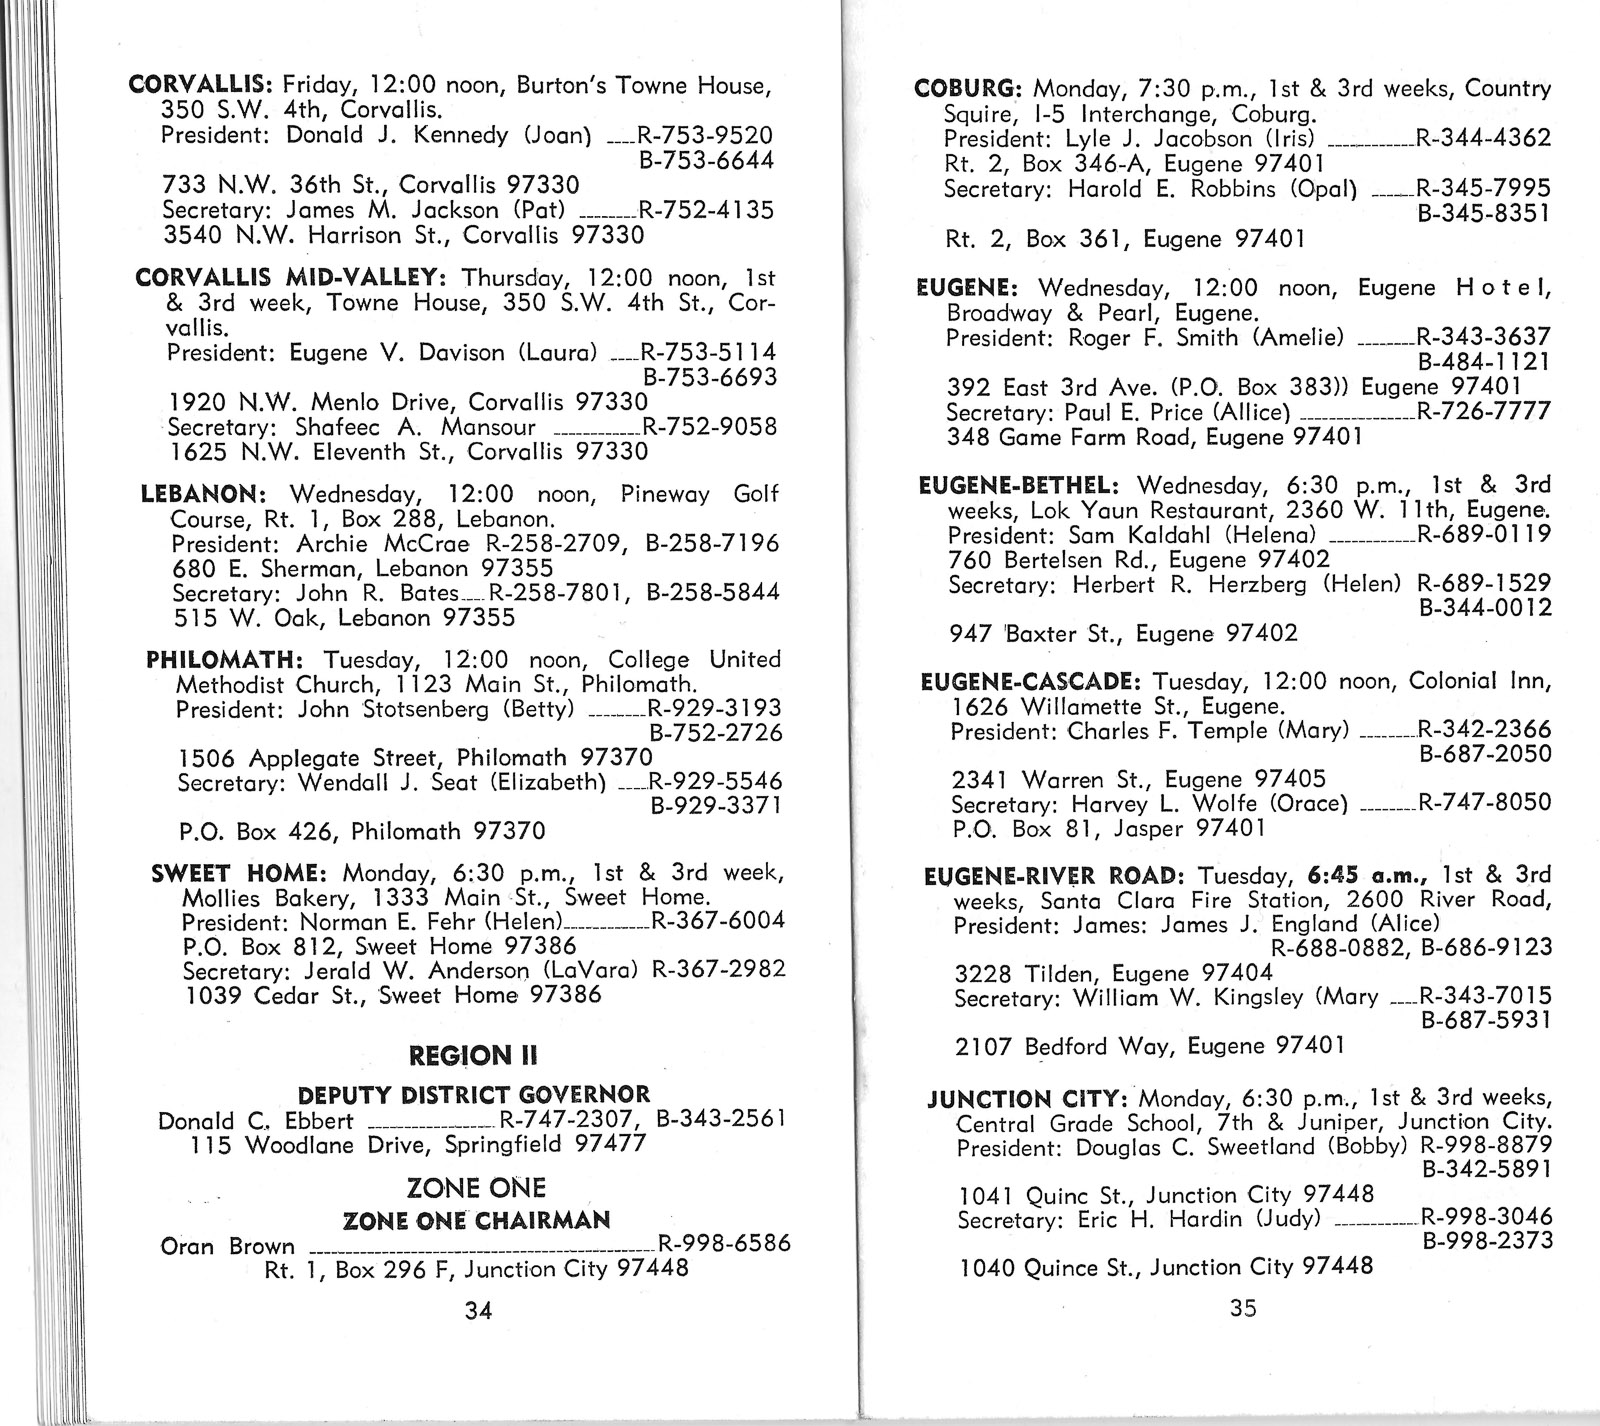 CORVALLIS: Friday, 12:00 noon, Burton's Towne House,
350 S.W. 4th, Corvallis.
President: Donald J. Kennedy (Joan) ....R-753-9520
B-753-6644
733 N.W. 36th St., Corvallis 97330
Secretary: James M. Jackson (Pat) ........R-752-4135
3540 N.W. Harrison St., Corvallis 97330
CORVALLIS MID-VALLEY: Thursday, 12:00 noon, 1st
& 3rd week, Towne House, 350 S.W. 4th St., Cor-
vallis.
President: Eugene V. Davison (Laura) ....R-753-5114
B-753-6693
1920 N.W. Menlo Drive, Corvallis 97330
Secretary: Shafeec A. Mansour ............R-752-9058
1625 N.W. Eleventh St., Corvallis 97330
LEBANON: Wednesday, 12:00 noon, Pineway Golf
Course, Rt. 1, Box 288, Lebanon.
President: Archie McCrae R-258-2709, B-258-7196
680 E. Sherman, Lebanon 97355
Secretary: John R. Bates....R-258-7801, B-258-5844
515 W. Oak, Lebanon 97355
PHILOMATH: Tuesday, 12:00 noon, College United
Methodist Church, 1123 Main St., Philomath.
President: John Stotsenberg (Betty) ........R-929-3193
B-752-2726
1506 Applegate Street, Philomath 97370
Secretary: Wendall J. Seat (Elizabeth) ....R-929-5546
B-929-3371
P.O. Box 426, Philomath 97370
SWEET HOME: Monday, 6:30 p.m., 1st & 3rd week,
Mollies Bakery, 1333 Main St., Sweet Home.
President: Norman E. Fehr (Helen)............R-367-6004
P.O. Box 812, Sweet Home 97386
Secretary: Jerald W. Anderson (LaVara) R-367-2982
1039 Cedar St., Sweet Home 97386
REGION II
DEPUTY DISTRICT GOVERNOR
Donald C. Ebbert ..................R-747-2307, B-343-2561
115 Woodlane Drive, Springfield 97477
ZONE ONE
ZONE ONE CHAIRMAN
Oran Brown ................................................R-998-6586
Rt. 1, Box 296 F, Junction City 97448
34
COBURG: Monday, 7:30 p.m., 1st & 3rd weeks, Country
Squire, I-5 Interchange, Coburg.
President: Lyle J. Jacobson (Iris) ............R-344-4362
Rt. 2, Box 346-A, Eugene 97401
Secretary: Harold E. Robbins (Opal) ......R-345-7995
B-345-8351
Rt. 2, Box 361, Eugene 97401
EUGENE: Wednesday, 12:00 noon, Eugene Hotel,
Broadway & Pearl, Eugene.
President: Roger F. Smith (Amelie) ........R-343-3637
B-484-1121
392 East 3rd Ave. (P.O. Box 383)) Eugene 97401
Secretary: Paul E. Price (Allice) ................R-726-7777
348 Game Farm Road, Eugene 97401
EUGENE-BETHEL: Wednesday, 6:30 p.m., 1st & 3rd
weeks, Lok Yaun Restaurant, 2360 W. 11th, Eugene.
President: Sam Kaldahl (Helena) ............R-689-0119
760 Bertelsen Rd., Eugene 97402
Secretary: Herbert R. Herzberg (Helen) R-689-1529
B-344-0012
947 Baxter St., Eugene 97402
EUGENE-CASCADE: Tuesday, 12:00 noon, Colonial Inn,
1626 Willamette St., Eugene.
President: Charles F. Temple (Mary) ........R-342-2366
B-687-2050
2341 Warren St., Eugene 97405
Secretary: Harvey L. Wolfe (Orace) ........R-747-8050
P.O. Box 81, Jasper 97401
EUGENE-RIVER ROAD: Tuesday, 6:45 a.m., 1st & 3rd
weeks, Santa Clara Fire Station, 2600 River Road,
President: James: James J. England (Alice)
R-688-0882, B-686-9123
3228 Tilden, Eugene 97404
Secretary: William W. Kingsley (Mary ....R-343-7015
B-687-5931
2107 Bedford Way, Eugene 97401
JUNCTION CITY: Monday, 6:30 p.m., 1st & 3rd weeks,
Central Grade School, 7th & Juniper, Junction City.
President: Douglas C. Sweetland (Bobby) R-998-8879
B-342-5891
1041 Quinc St., Junction City 97448
Secretary: Eric H. Hardin (Judy) ............R-998-3046
B-998-2373
1040 Quince St., Junction City 97448
35